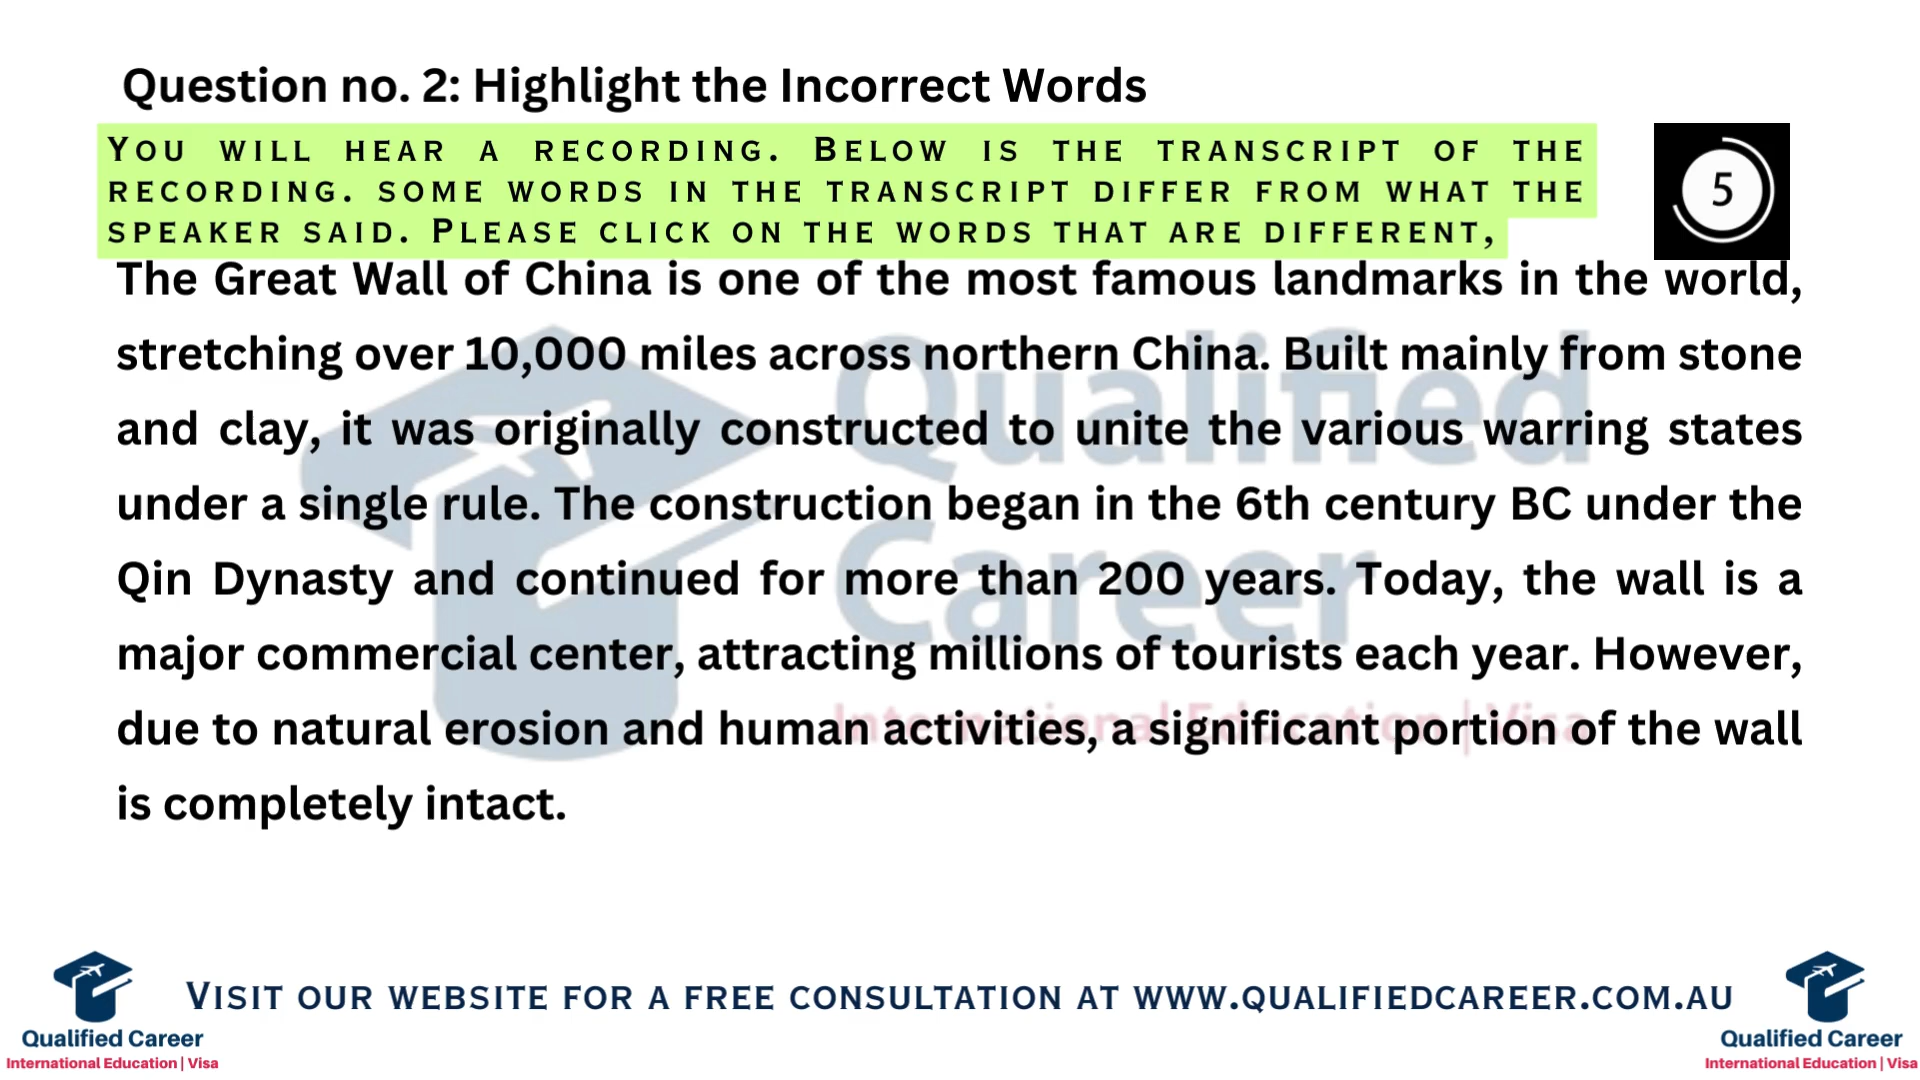 Question no. 2: Highlight the Incorrect Words
YOU WILL HEAR A RECORDING. BELOW IS THE TRANSCRIPT OF THE
RECORDING. SOME WORDS IN THE TRANSCRIPT DIFFER FROM WHAT THE
SPEAKER SAID. PLEASE CLICK ON THE WORDS THAT ARE DIFFERENT,
5
The Great Wall of China is one of the most famous landmarks in the world,
stretching over 10,000 miles across northern China. Built mainly from stone
and clay, it was originally constructed to unite the various warring states
under a single rule. The construction began in the 6th century BC under the
Qin Dynasty and continued for more than 200 years. Today, the wall is a
major commercial center, attracting millions of tourists each year. However,
due to natural erosion and human activities, a significant portion of the wall
is completely intact.
Qualified
Career
International Education | Visa
VISIT OUR WEBSITE FOR A FREE CONSULTATION AT WWW.QUALIFIEDCAREER.COM.AU
Qualified Career
International Education | Visa
Qualified Career
International Education | Visa